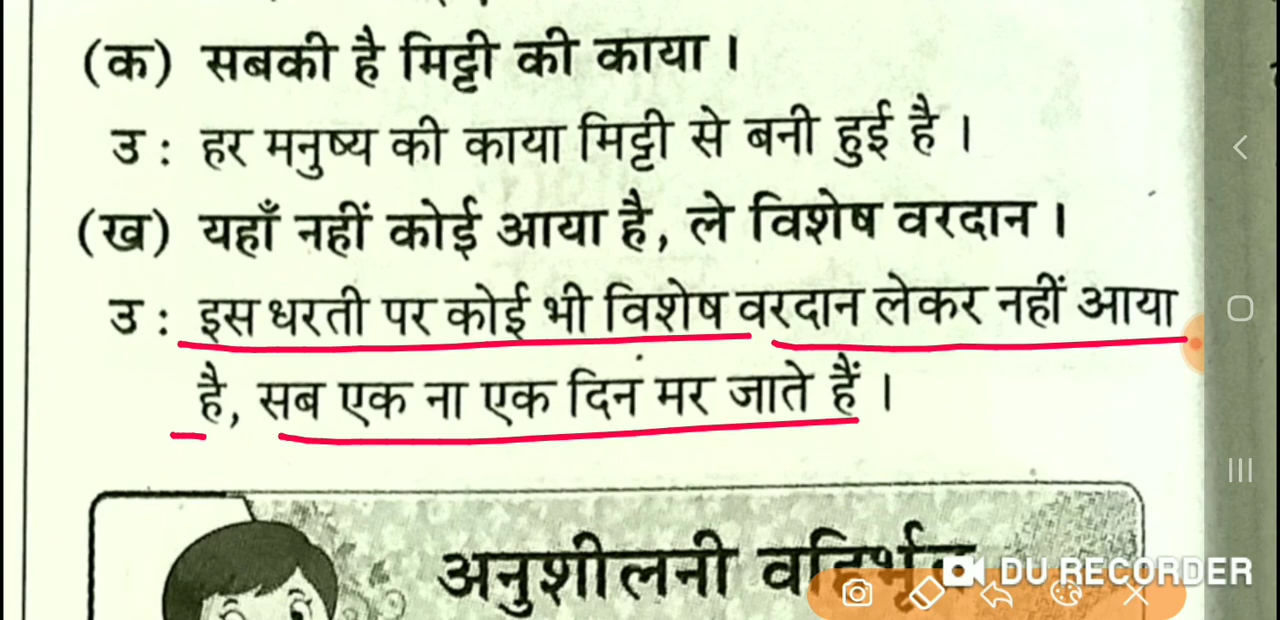 (क) सबकी है मिट्टी की काया ।
उ : हर मनुष्य की काया मिट्टी से बनी हुई है ।
(ख) यहाँ नहीं कोई आया है, ले विशेष वरदान ।
उ : इस धरती पर कोई भी विशेष वरदान लेकर नहीं आया
है, सब एक ना एक दिन मर जाते हैं ।
अनुशीलनी वहिर्भूत
DU RECORDER